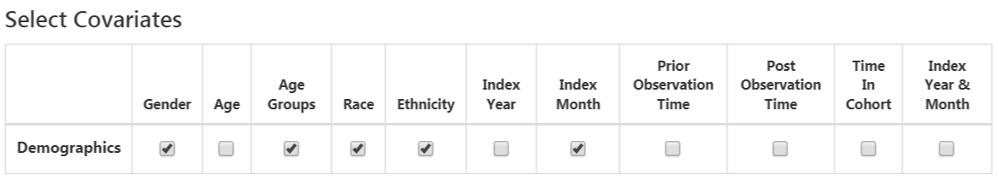 Select Covariates
Gender
Age
Age
Groups
Race
Ethnicity
Index
Year
Index
Month
Prior
Observation
Time
Post
Observation
Time
Time
In
Cohort
Index
Year &
Month
Demographics